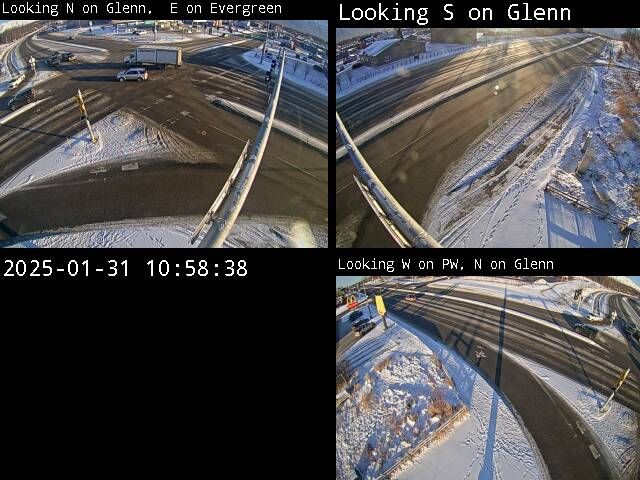 Looking N on Glenn,  E on Evergreen
Looking S on Glenn
2025-01-31 10:58:38
Looking W on PW, N on Glenn